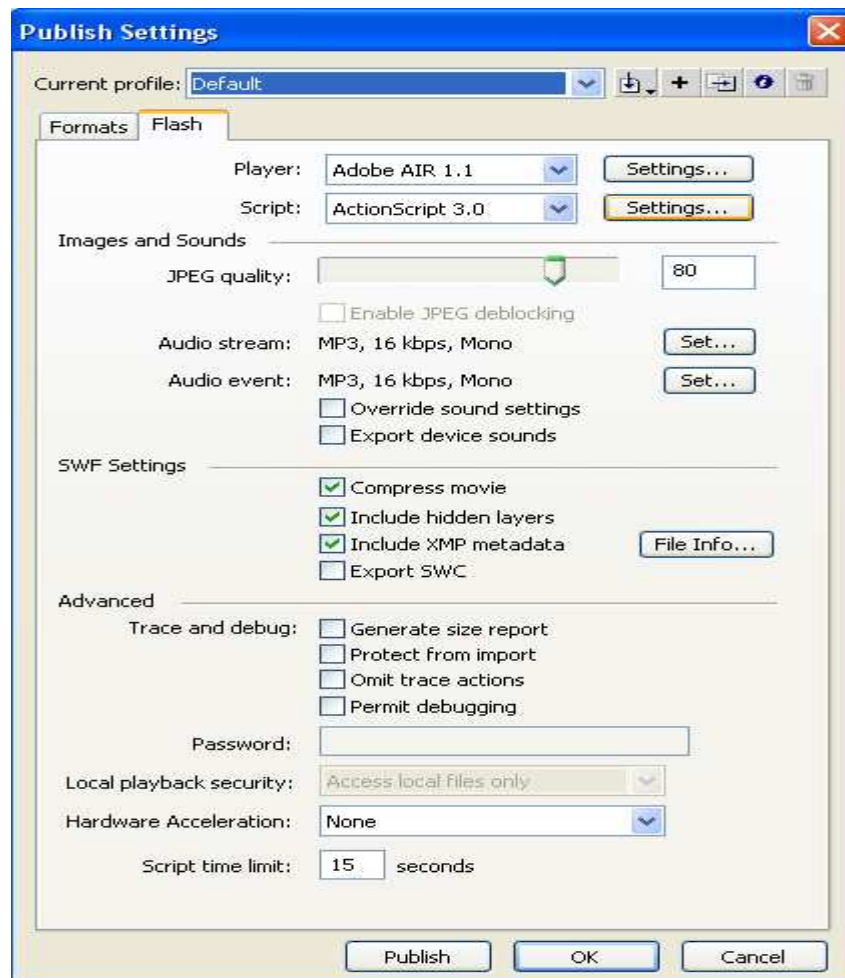 Publish Settings
Current profile: Default
Formats Flash
Player: Adobe AIR 1.1 Settings...
Script: ActionScript 3.0 Settings...
Images and Sounds
JPEG quality: 80
Enable JPEG deblocking
Audio stream: MP3, 16 kbps, Mono Set...
Audio event: MP3, 16 kbps, Mono Set...
Override sound settings
Export device sounds
SWF Settings
Compress movie
Include hidden layers
Include XMP metadata File Info...
Export SWC
Advanced
Trace and debug: Generate size report
Protect from import
Omit trace actions
Permit debugging
Password:
Local playback security: Access local files only
Hardware Acceleration: None
Script time limit: 15 seconds
Publish OK Cancel